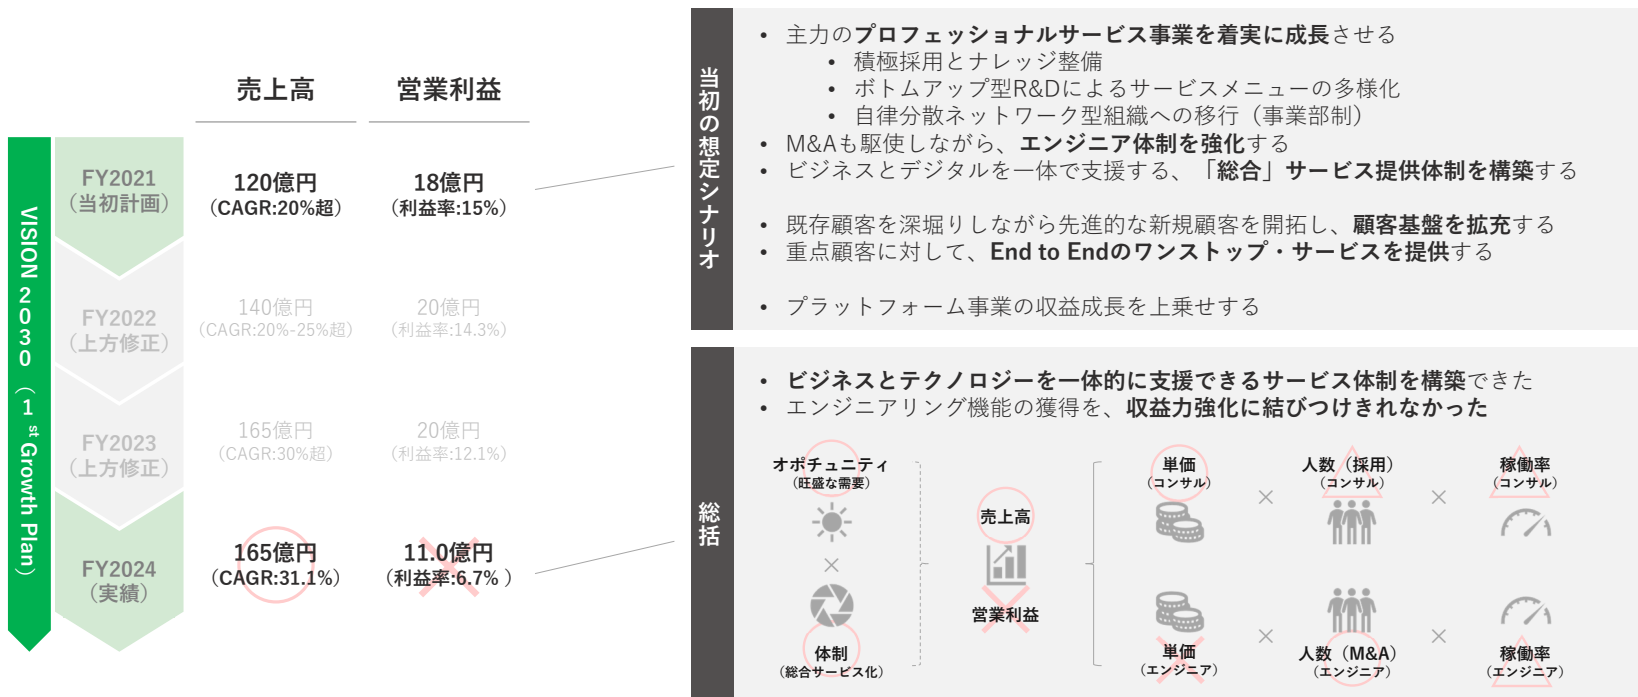 VISION 2030 (1st Growth Plan)
売上高
営業利益
FY2021
（当初計画）
120億円
（CAGR:20%超）
18億円
（利益率:15%）
FY2022
（上方修正）
140億円
（CAGR:20%-25%超）
20億円
（利益率:14.3%）
FY2023
（上方修正）
165億円
（CAGR:30%超）
20億円
（利益率:12.1%）
FY2024
（実績）
165億円
（CAGR:31.1%）
11.0億円
（利益率:6.7% ）
当初の想定シナリオ
• 主力のプロフェッショナルサービス事業を着実に成長させる
• 積極採用とナレッジ整備
• ボトムアップ型R&Dによるサービスメニューの多様化
• 自律分散ネットワーク型組織への移行（事業部制）
• M&Aも駆使しながら、エンジニア体制を強化する
• ビジネスとデジタルを一体で支援する、「総合」サービス提供体制を構築する
• 既存顧客を深堀りしながら先進的な新規顧客を開拓し、顧客基盤を拡充する
• 重点顧客に対して、End to Endのワンストップ・サービスを提供する
• プラットフォーム事業の収益成長を上乗せする
総括
• ビジネスとテクノロジーを一体的に支援できるサービス体制を構築できた
• エンジニアリング機能の獲得を、収益力強化に結びつけきれなかった
オポチュニティ
（旺盛な需要）
×
体制
（総合サービス化）
売上高
営業利益
単価
（コンサル）
×
人数（採用）
（コンサル）
×
稼働率
（コンサル）
単価
（エンジニア）
×
人数（M&A）
（エンジニア）
×
稼働率
（エンジニア）